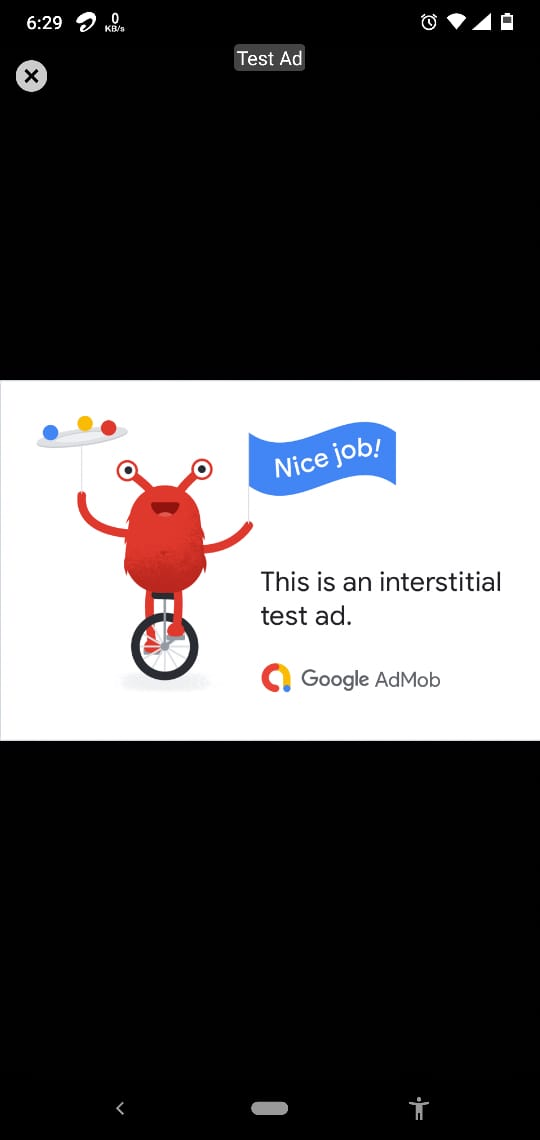 6:29
0
KB/s
Test Ad
Nice job!
This is an interstitial
test ad.
Google AdMob